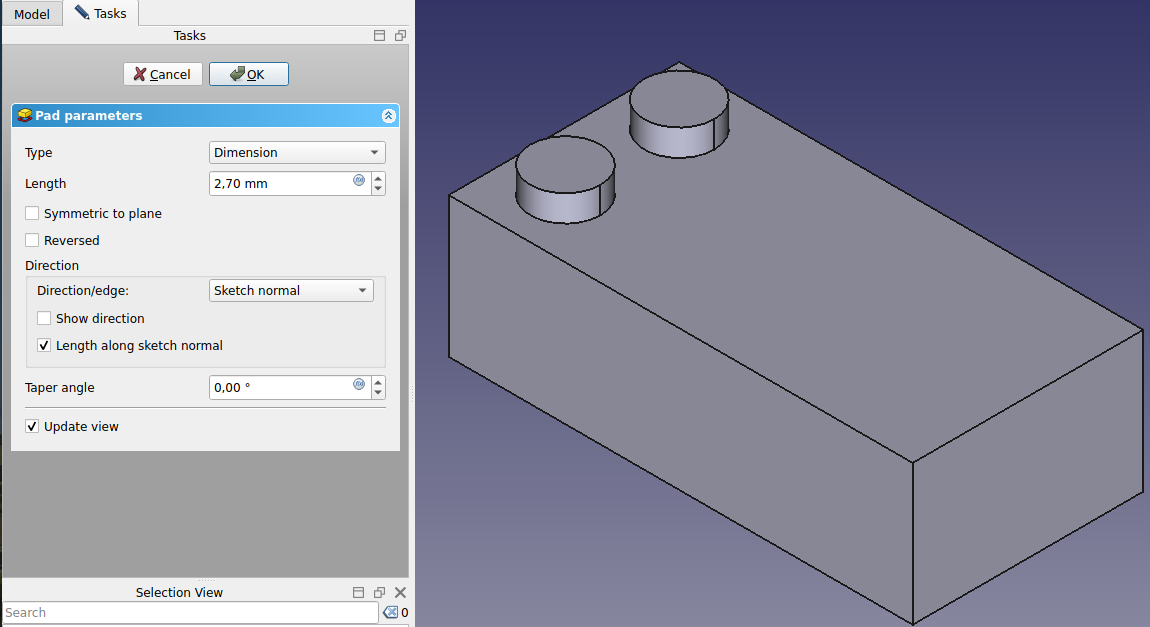 Model Tasks
Tasks
Cancel OK
Pad parameters
Type Dimension
Length 2,70 mm
Symmetric to plane
Reversed
Direction
Direction/edge: Sketch normal
Show direction
Length along sketch normal
Taper angle 0,00 °
Update view
Selection View
Search 0